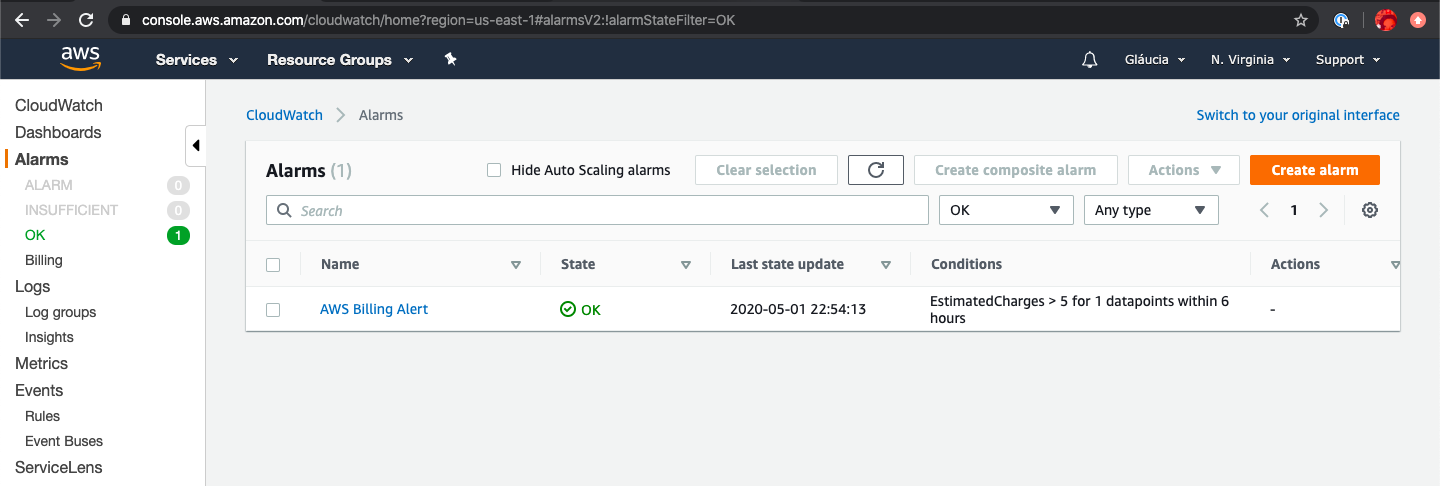 console.aws.amazon.com/cloudwatch/home?region=us-east-1#alarmsV2:!alarmStateFilter=OK
aws Services Resource Groups Gláucia N. Virginia Support
CloudWatch
Dashboards
Alarms
ALARM 0
INSUFFICIENT 0
OK 1
Billing
Logs
Log groups
Insights
Metrics
Events
Rules
Event Buses
ServiceLens
CloudWatch Alarms Switch to your original interface
Alarms (1) Hide Auto Scaling alarms Clear selection Create composite alarm Actions Create alarm
Search OK Any type 1
Name State Last state update Conditions Actions
AWS Billing Alert OK 2020-05-01 22:54:13 EstimatedCharges > 5 for 1 datapoints within 6 -
hours